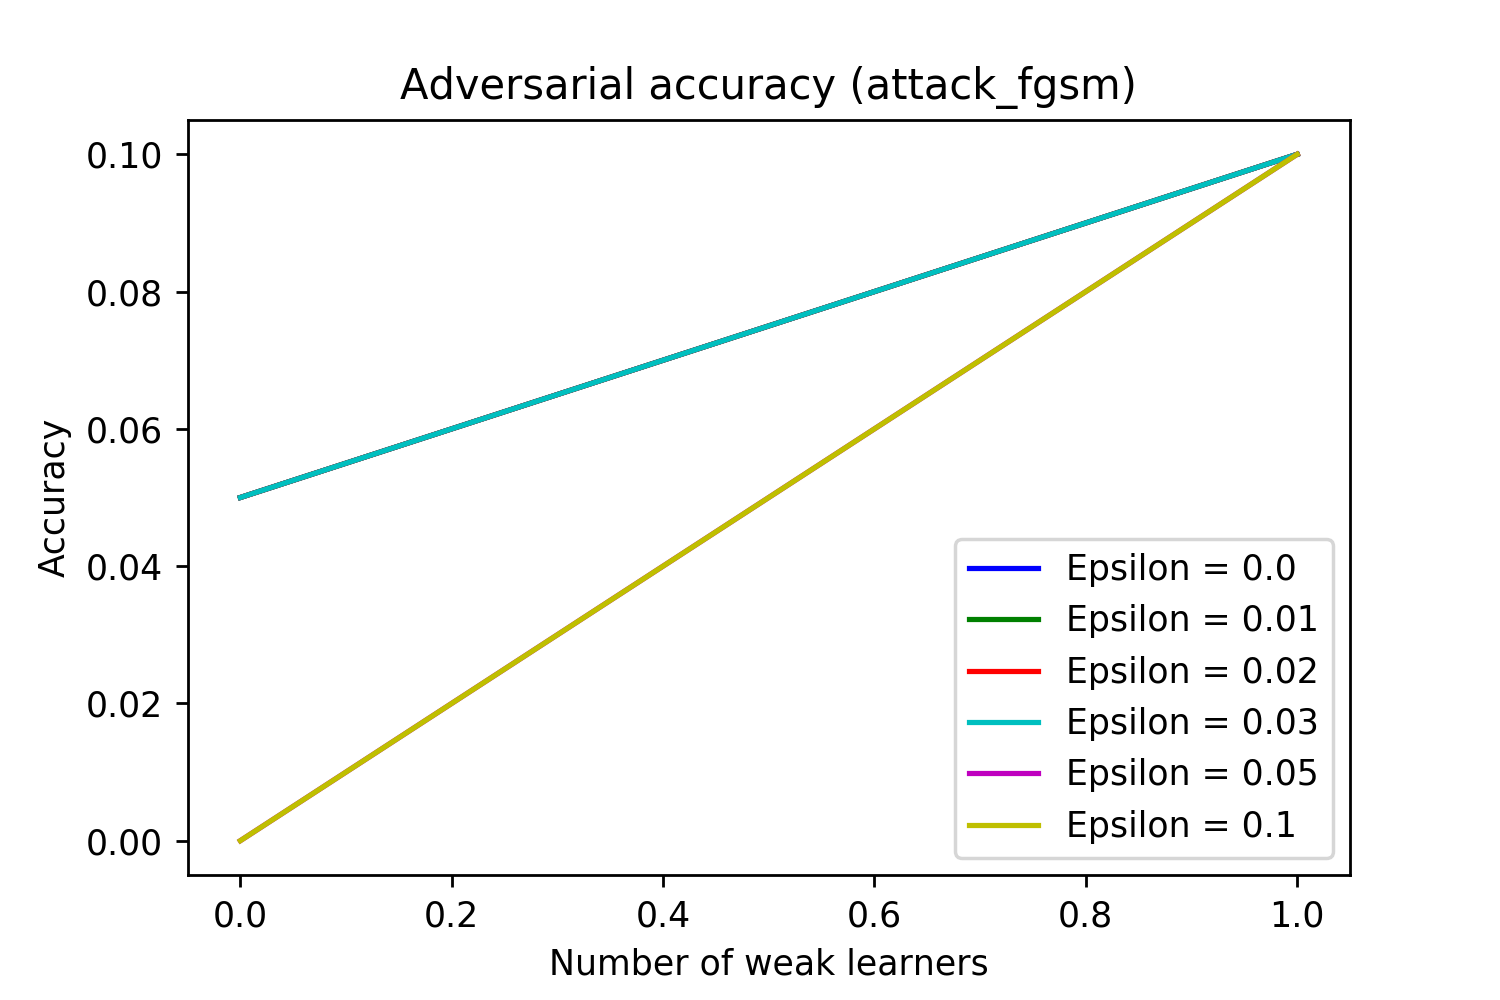 Adversarial accuracy (attack_fgsm)
Accuracy
0.10
0.08
0.06
0.04
0.02
0.00
Epsilon = 0.0
Epsilon = 0.01
Epsilon = 0.02
Epsilon = 0.03
Epsilon = 0.05
Epsilon = 0.1
0.0 0.2 0.4 0.6 0.8 1.0
Number of weak learners